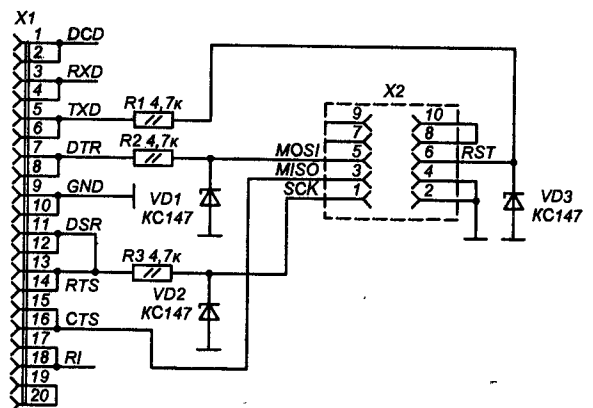 X1
1 DCD
2
3 RXD
4
5 TXD
6
7 DTR
8
9 GND
10
11 DSR
12
13
14 RTS
15
16 CTS
17
18 RI
19
20
R1 4,7к
R2 4,7к
VD1
КС147
R3 4,7к
VD2
КС147
X2
9 10
7 8
MOSI 5 6 RST
MISO 3 4
SCK 1 2
VD3
КС147